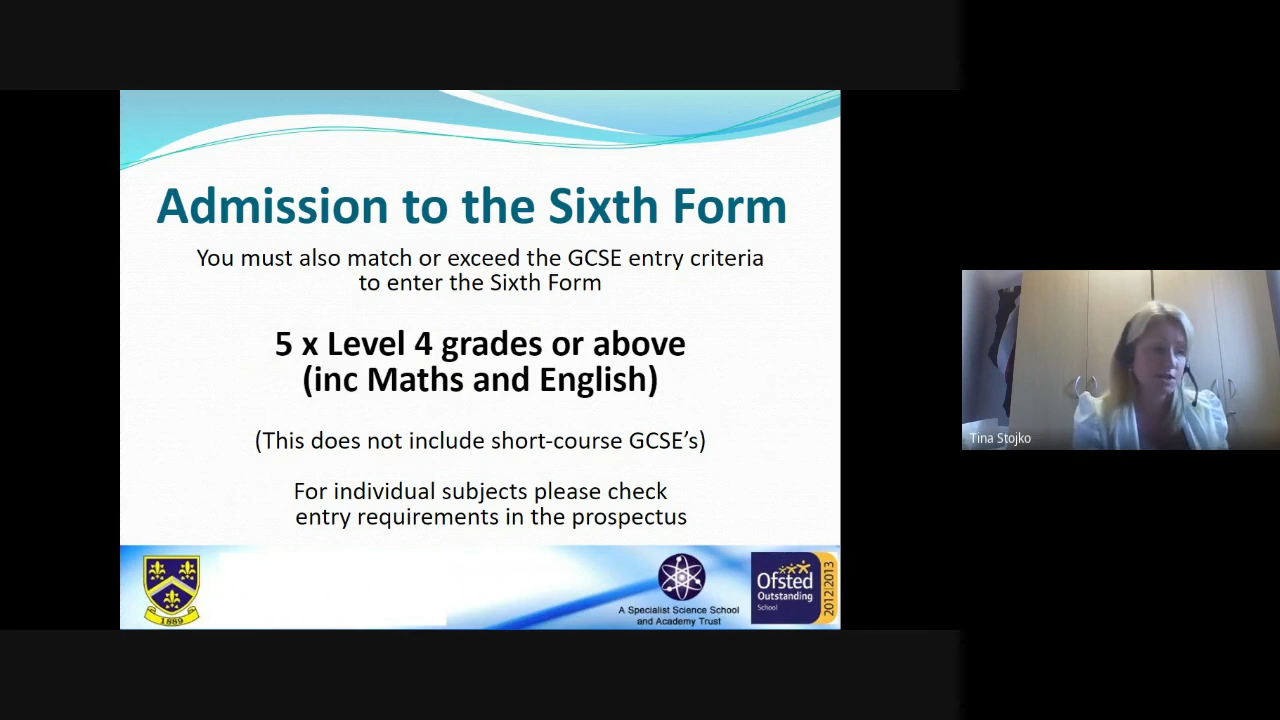 Admission to the Sixth Form
You must also match or exceed the GCSE entry criteria
to enter the Sixth Form
5 x Level 4 grades or above
(inc Maths and English)
(This does not include short-course GCSE's)
For individual subjects please check
entry requirements in the prospectus
1889
A Specialist Science School
and Academy Trust
Ofsted
Outstanding
School
2012|2013
Tina Stojko